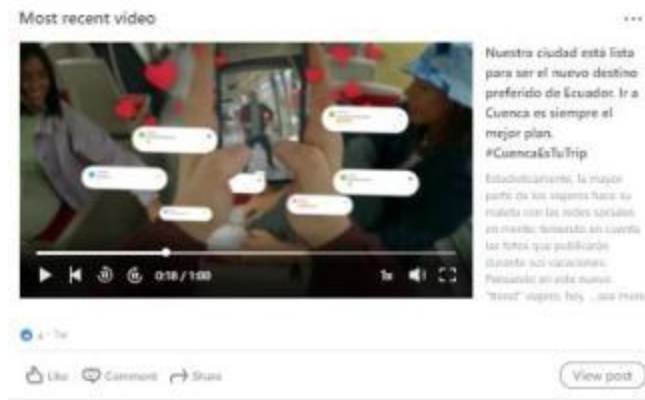 Most recent video
Nuestra ciudad está lista
para ser el nuevo destino
preferido de Ecuador. Ir a
Cuenca es siempre el
mejor plan.
#CuencaEsTuTrip
Estadísticamente, la mayor
parte de los viajeros hace su
maleta con las redes sociales
en mente: teniendo en cuenta
las fotos que publicarán
durante sus vacaciones.
Pensando en este nuevo
"trend" viajero, hoy, ...see more
0:18 / 1:00
1x
4
Like
Comment
Share
View post